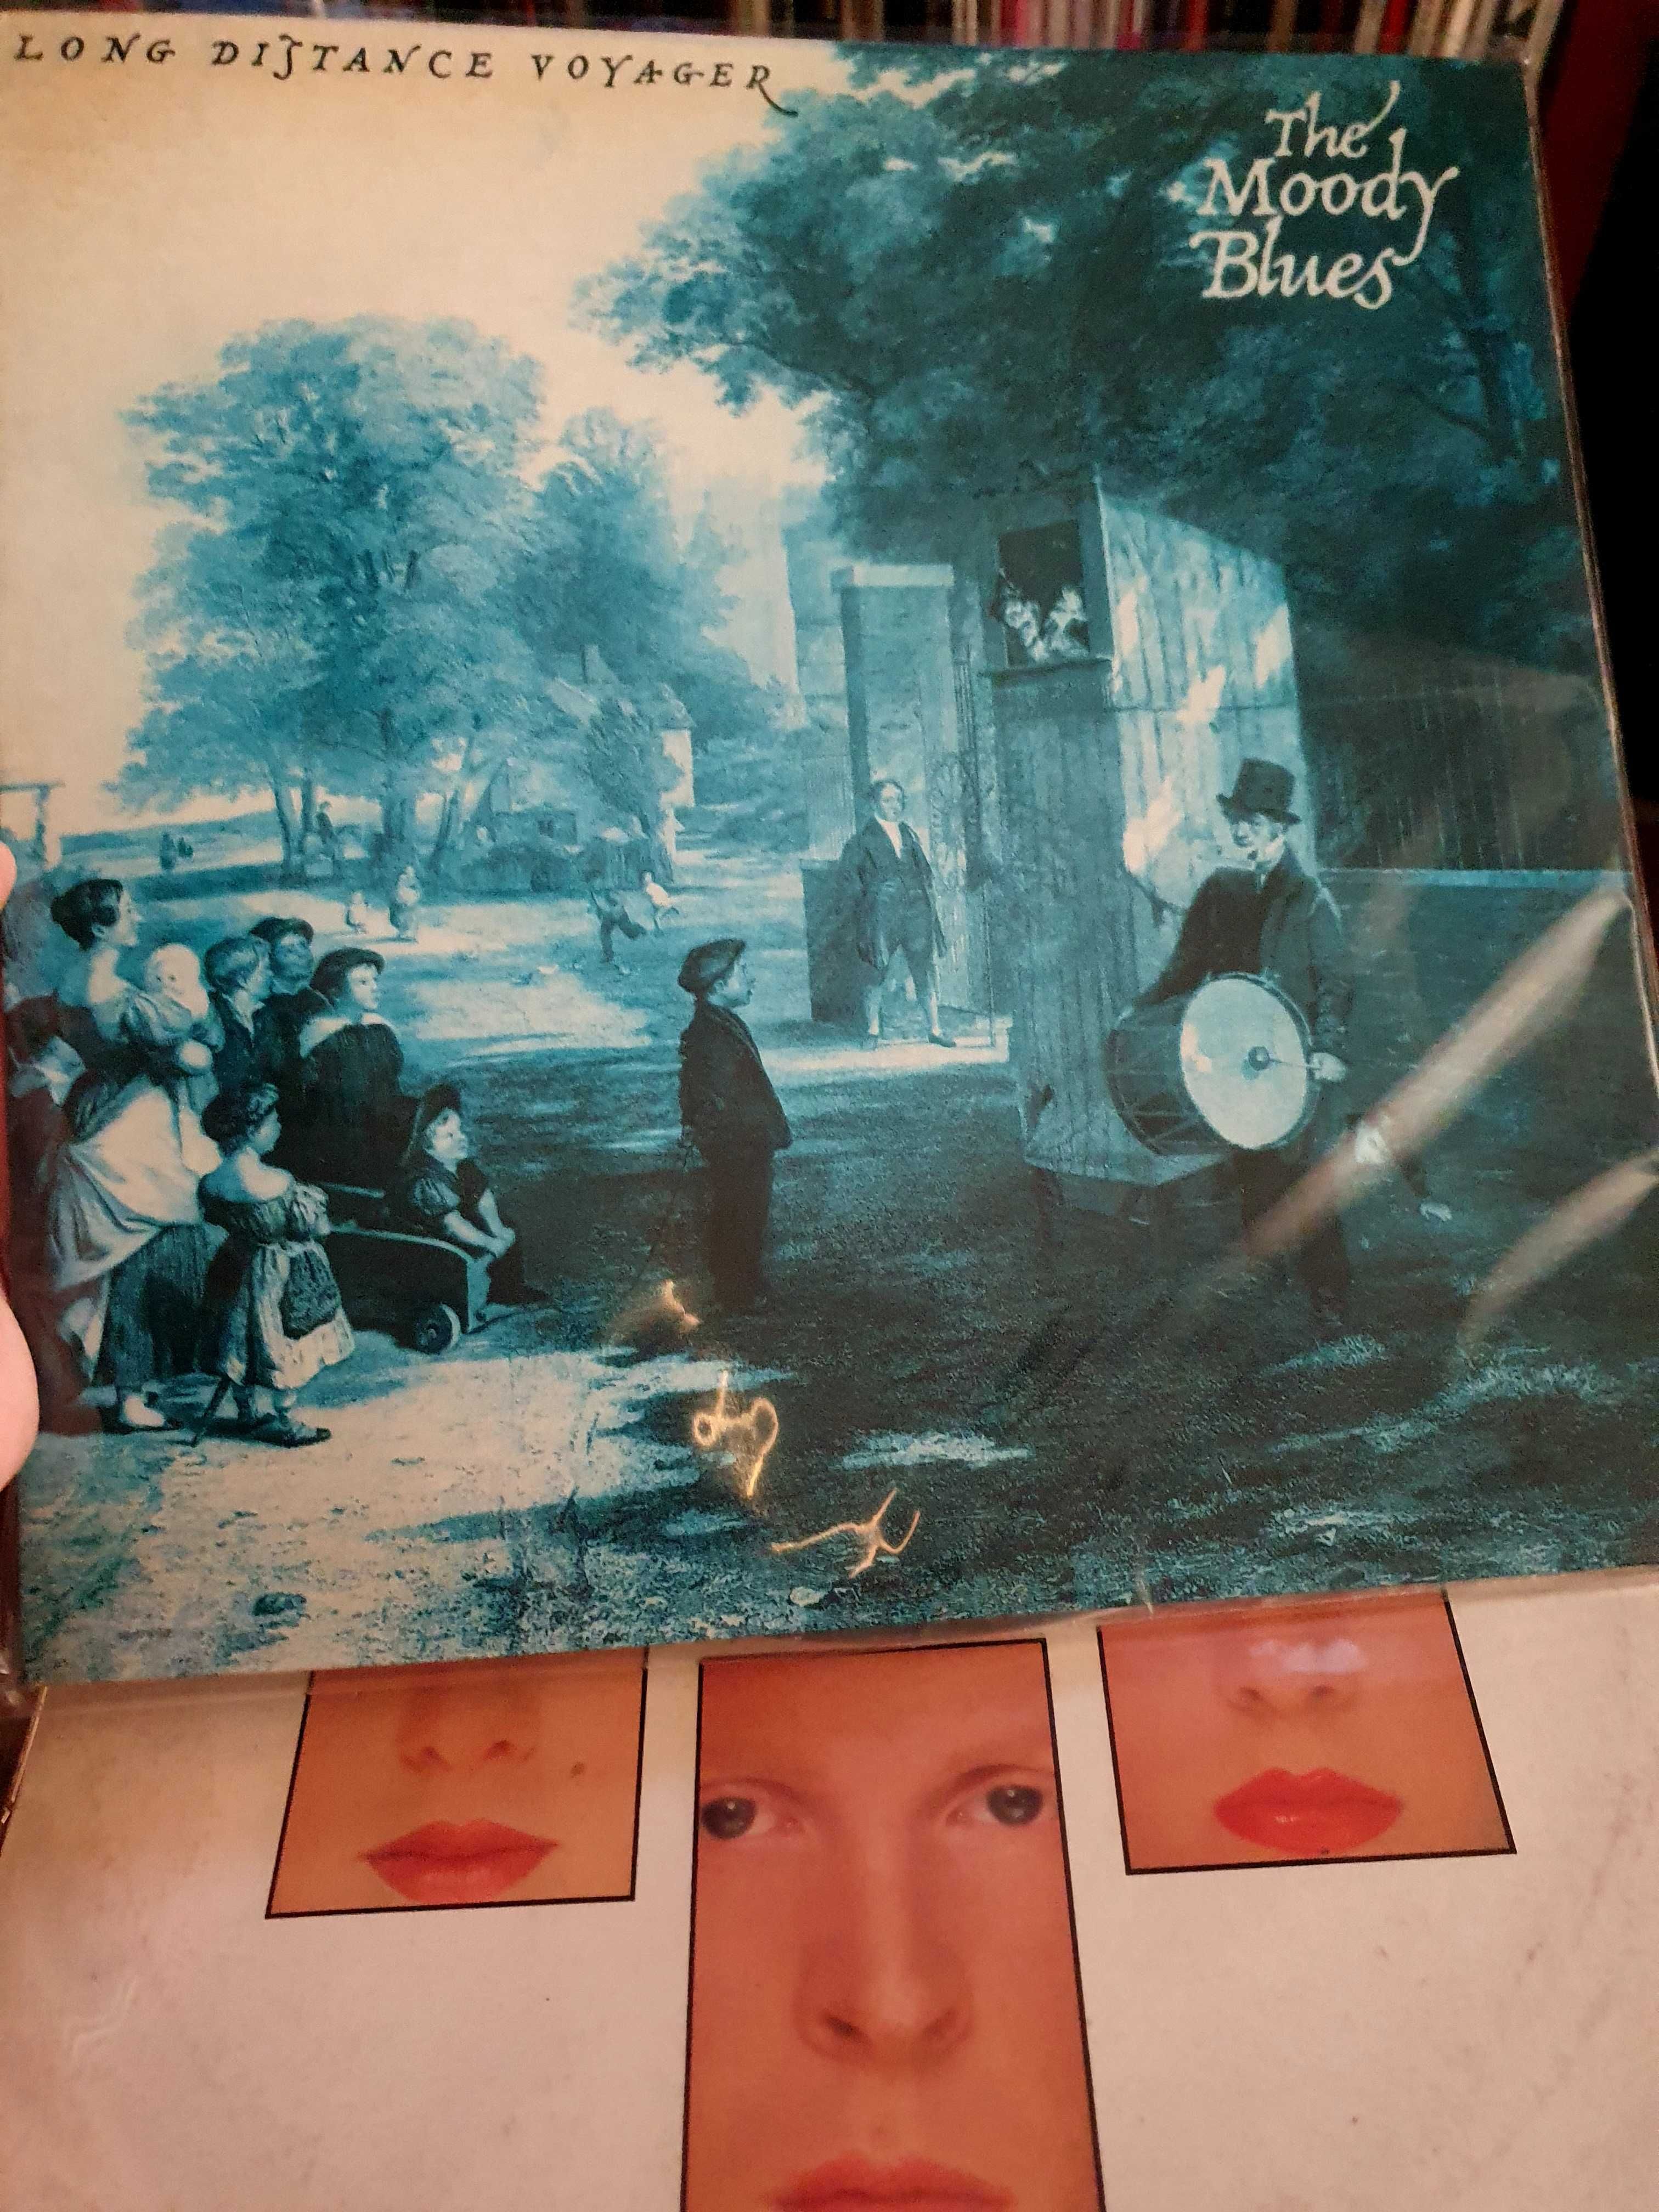 LONG DISTANCE VOYAGER
The
Moody
Blues